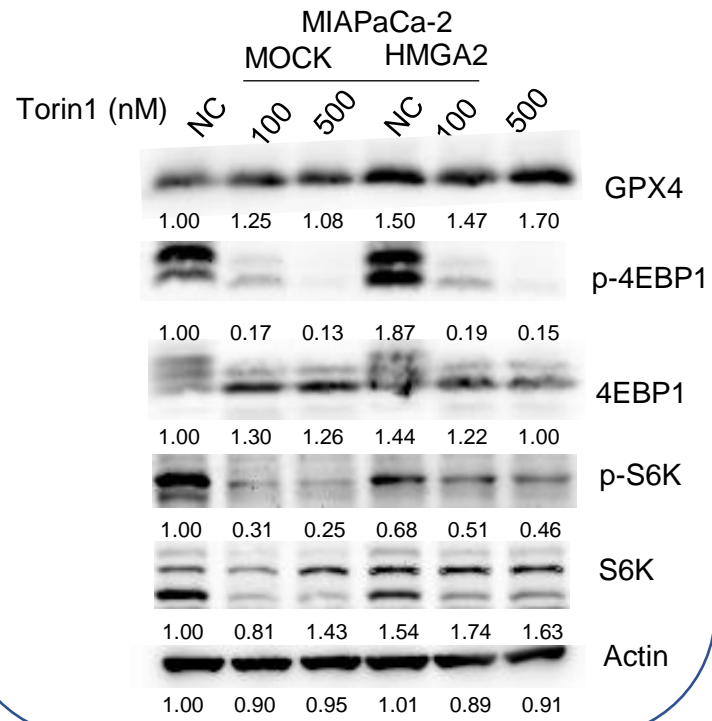 MIAPaCa-2
MOCK HMGA2
Torin1 (nM) NC 100 500 NC 100 500
GPX4
1.00 1.25 1.08 1.50 1.47 1.70
p-4EBP1
1.00 0.17 0.13 1.87 0.19 0.15
4EBP1
1.00 1.30 1.26 1.44 1.22 1.00
p-S6K
1.00 0.31 0.25 0.68 0.51 0.46
S6K
1.00 0.81 1.43 1.54 1.74 1.63
Actin
1.00 0.90 0.95 1.01 0.89 0.91